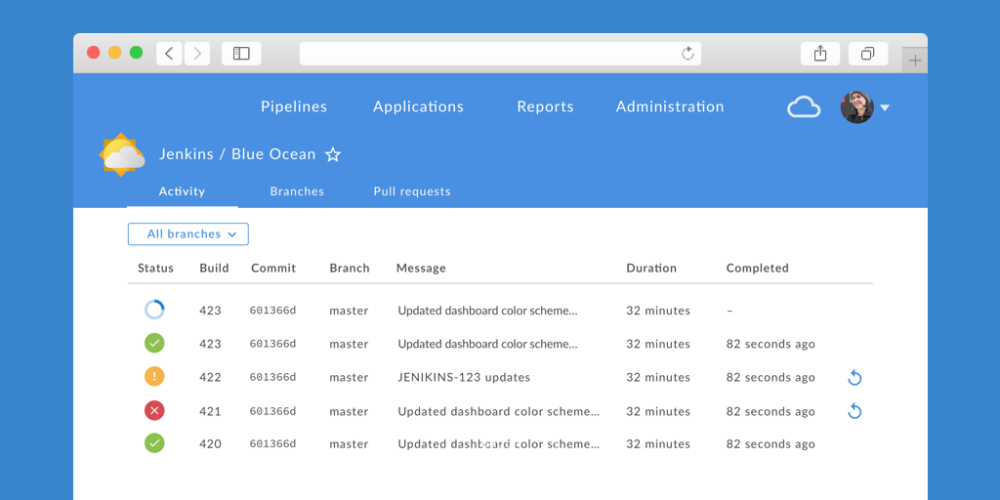 Pipelines Applications Reports Administration
Jenkins / Blue Ocean
Activity Branches Pull requests
All branches
Status Build Commit Branch Message Duration Completed
423 601366d master Updated dashboard color scheme... 32 minutes –
423 601366d master Updated dashboard color scheme... 32 minutes 82 seconds ago
422 601366d master JENIKINS-123 updates 32 minutes 82 seconds ago
421 601366d master Updated dashboard color scheme... 32 minutes 82 seconds ago
420 601366d master Updated dashboard color scheme... 32 minutes 82 seconds ago